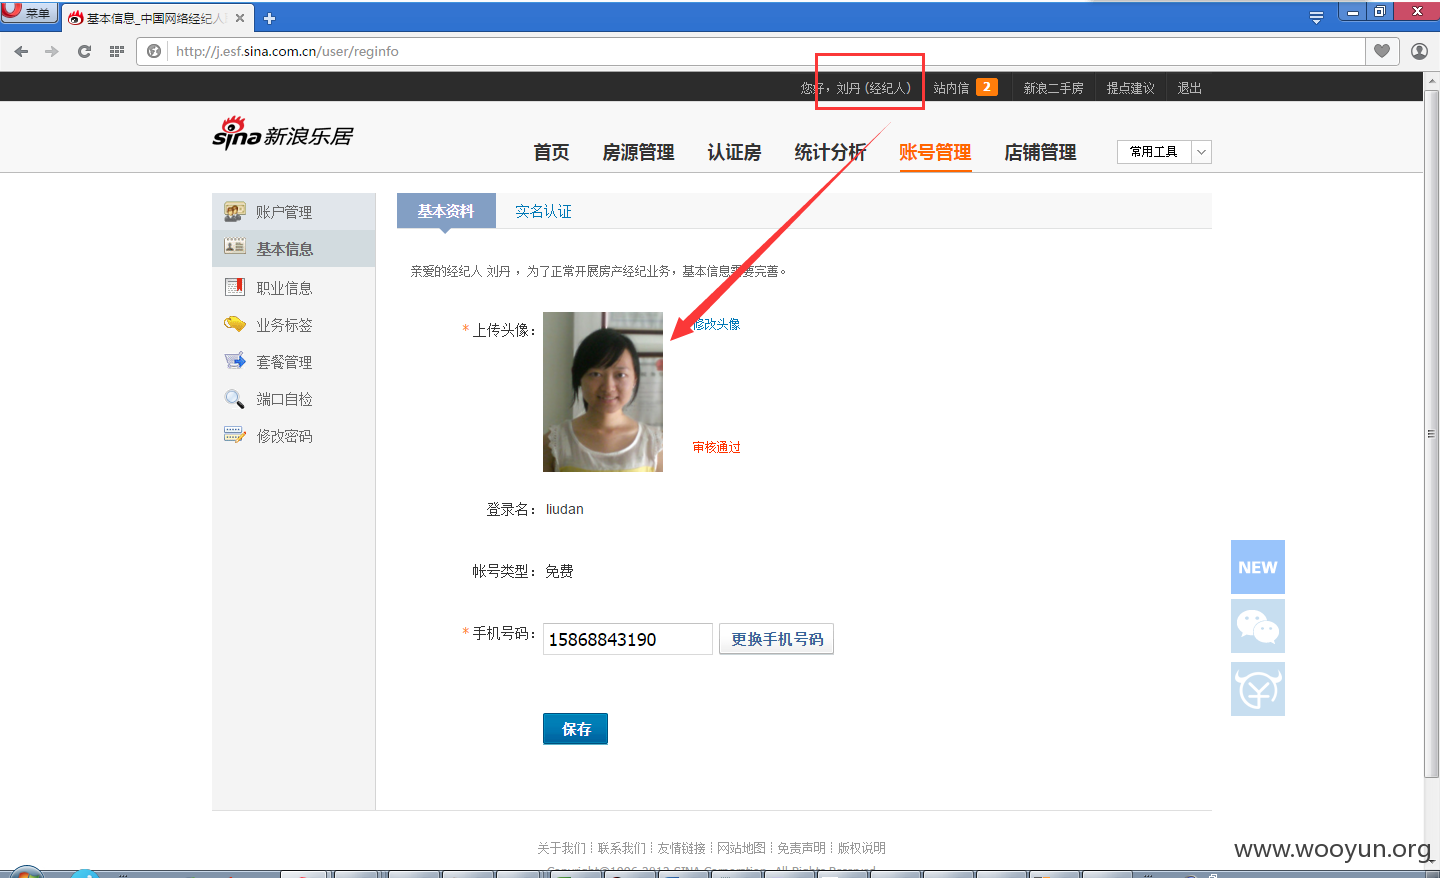 菜单
基本信息_中国网络经纪人
http://j.esf.sina.com.cn/user/reginfo
您好，刘丹 (经纪人) 站内信 2 新浪二手房 提点建议 退出
sina 新浪乐居
首页 房源管理 认证房 统计分析 账号管理 店铺管理 常用工具
账户管理
基本信息
职业信息
业务标签
套餐管理
端口自检
修改密码
基本资料 实名认证
亲爱的经纪人 刘丹 ，为了正常开展房产经纪业务，基本信息需要完善。
* 上传头像： 修改头像
审核通过
登录名： liudan
帐号类型： 免费
* 手机号码： 15868843190 更换手机号码
保存
NEW
关于我们 联系我们 友情链接 网站地图 免责声明 版权说明
www.wooyun.org